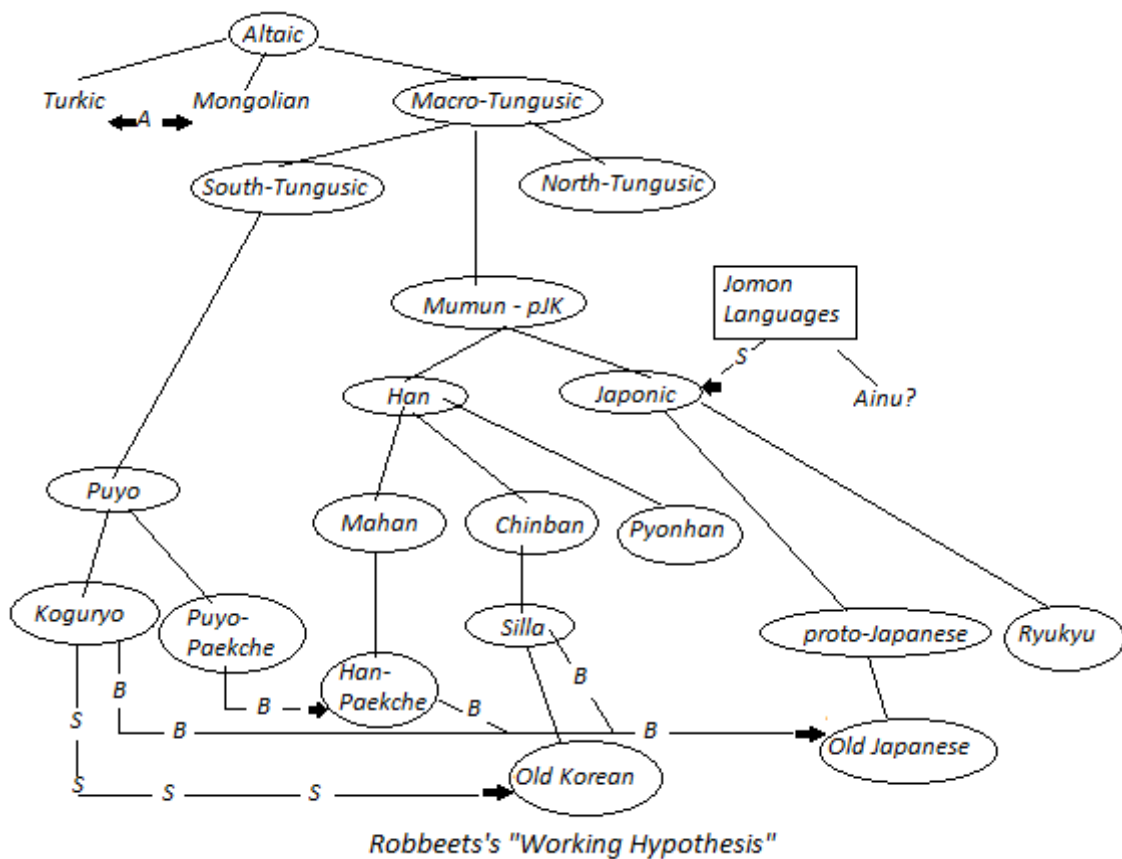 Altaic
Turkic
Mongolian
A
Macro-Tungusic
South-Tungusic
North-Tungusic
Mumun - pJK
Jomon
Languages
S
Han
Japonic
Ainu?
Puyo
Mahan
Chinban
Pyonhan
Koguryo
Puyo-
Paekche
Silla
proto-Japanese
Ryukyu
Han-
Paekche
B
B
S
B
B
B
B
Old Japanese
Old Korean
S
S
S
Robbeets's "Working Hypothesis"